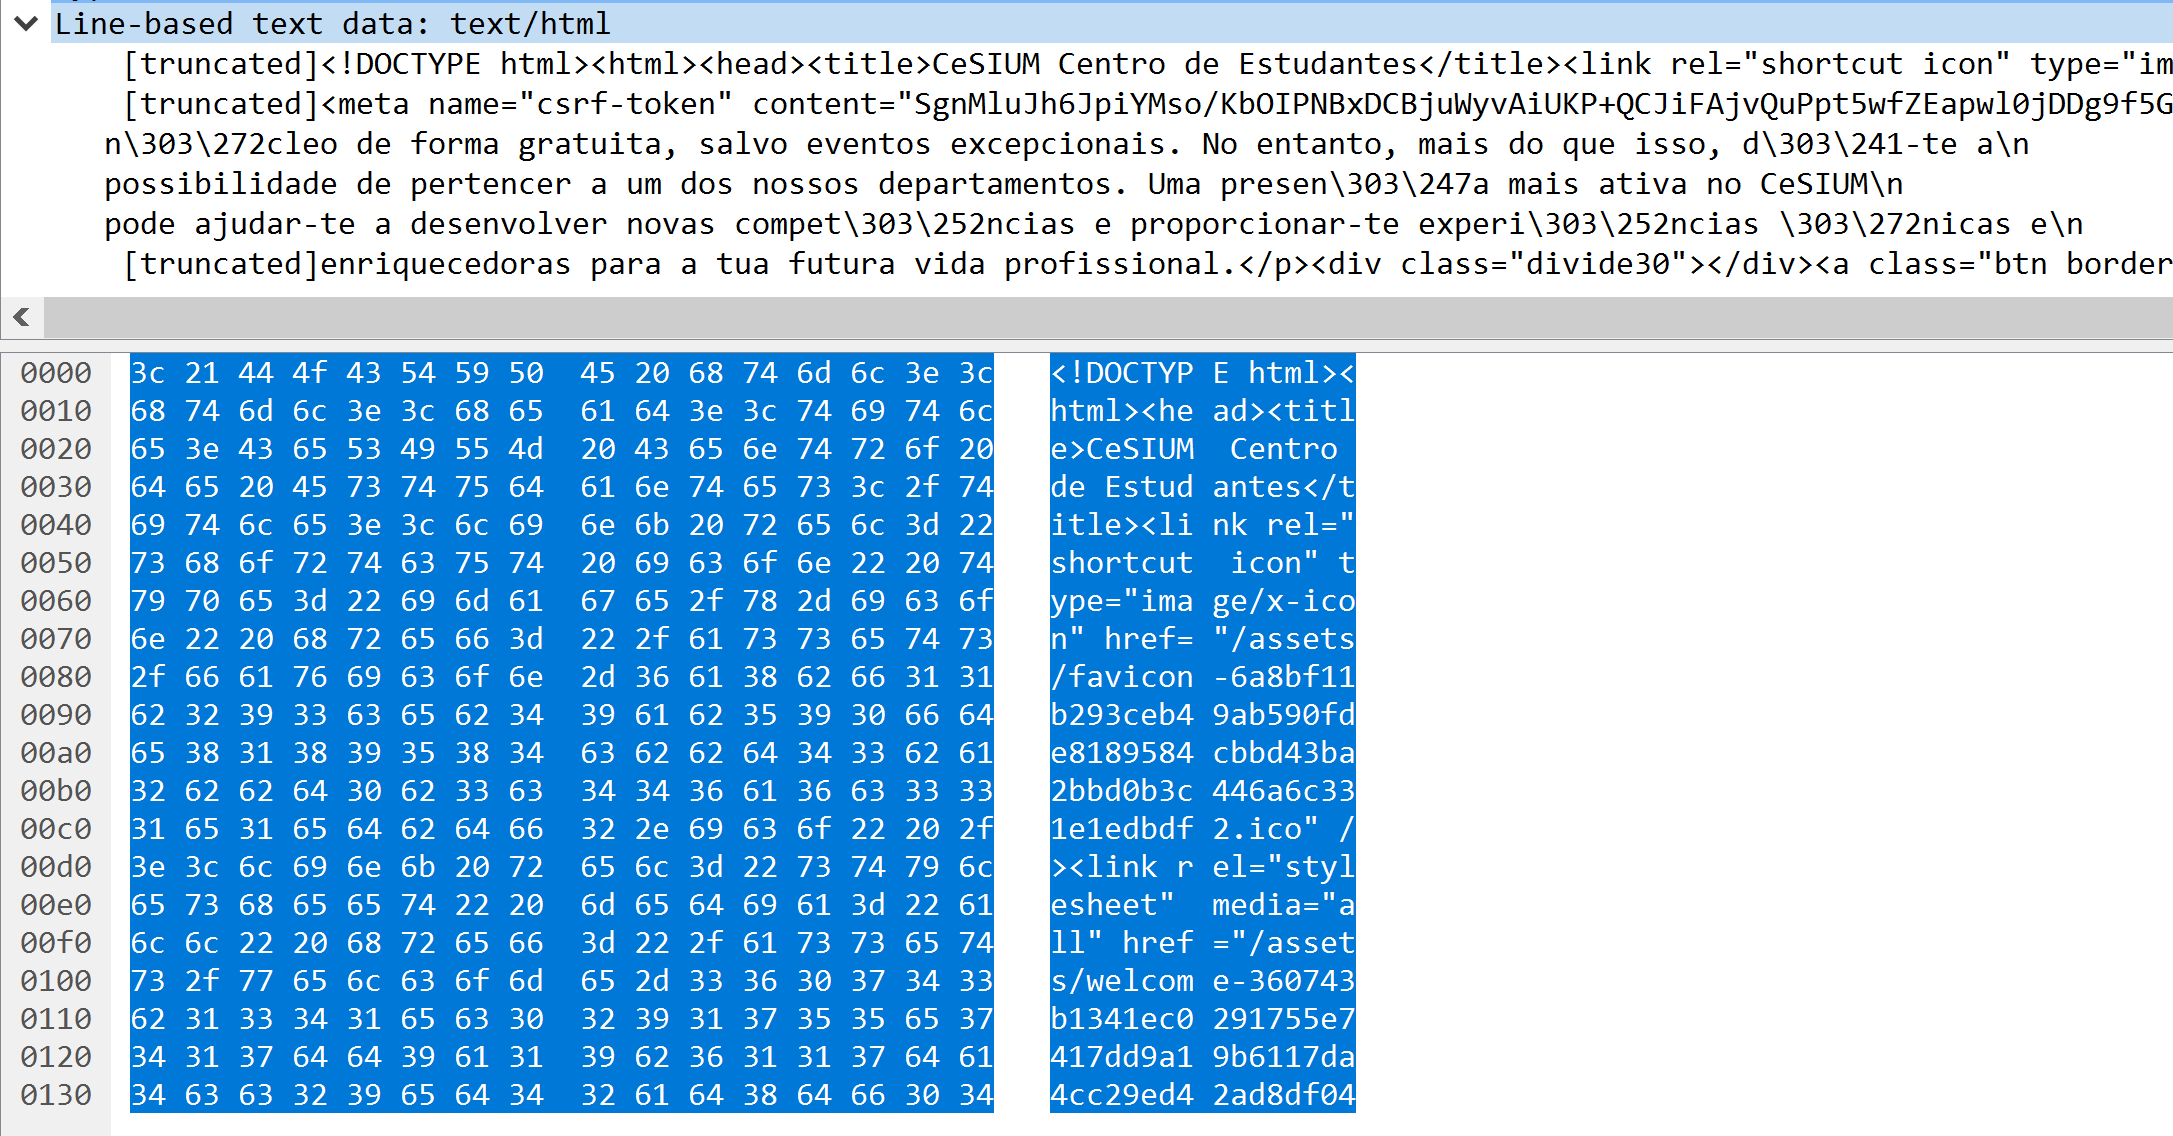 Line-based text data: text/html
[truncated]<!DOCTYPE html><html><head><title>CeSIUM Centro de Estudantes</title><link rel="shortcut icon" type="im
[truncated]<meta name="csrf-token" content="SgnMluJh6JpiYMso/KbOIPNBxDCBjuWyvAiUKP+QCJiFAjvQuPpt5wfZEapwl0jDDg9f5G
n\303\272cleo de forma gratuita, salvo eventos excepcionais. No entanto, mais do que isso, d\303\241-te a\n
possibilidade de pertencer a um dos nossos departamentos. Uma presen\303\247a mais ativa no CeSIUM\n
pode ajudar-te a desenvolver novas compet\303\252ncias e proporcionar-te experi\303\252ncias \303\272nicas e\n
[truncated]enriquecedoras para a tua futura vida profissional.</p><div class="divide30"></div><a class="btn border
0000 3c 21 44 4f 43 54 59 50 45 20 68 74 6d 6c 3e 3c <!DOCTYP E html><
0010 68 74 6d 6c 3e 3c 68 65 61 64 3e 3c 74 69 74 6c html><he ad><titl
0020 65 3e 43 65 53 49 55 4d 20 43 65 6e 74 72 6f 20 e>CeSIUM Centro
0030 64 65 20 45 73 74 75 64 61 6e 74 65 73 3c 2f 74 de Estud antes</t
0040 69 74 6c 65 3e 3c 6c 69 6e 6b 20 72 65 6c 3d 22 itle><li nk rel="
0050 73 68 6f 72 74 63 75 74 20 69 63 6f 6e 22 20 74 shortcut icon" t
0060 79 70 65 3d 22 69 6d 61 67 65 2f 78 2d 69 63 6f ype="ima ge/x-ico
0070 6e 22 20 68 72 65 66 3d 22 2f 61 73 73 65 74 73 n" href= "/assets
0080 2f 66 61 76 69 63 6f 6e 2d 36 61 38 62 66 31 31 /favicon -6a8bf11
0090 62 32 39 33 63 65 62 34 39 61 62 35 39 30 66 64 b293ceb4 9ab590fd
00a0 65 38 31 38 39 35 38 34 63 62 62 64 34 33 62 61 e8189584 cbbd43ba
00b0 32 62 62 64 30 62 33 63 34 34 36 61 36 63 33 33 2bbd0b3c 446a6c33
00c0 31 65 31 65 64 62 64 66 32 2e 69 63 6f 22 20 2f 1e1edbdf 2.ico" /
00d0 3e 3c 6c 69 6e 6b 20 72 65 6c 3d 22 73 74 79 6c ><link r el="styl
00e0 65 73 68 65 65 74 22 20 6d 65 64 69 61 3d 22 61 esheet" media="a
00f0 6c 6c 22 20 68 72 65 66 3d 22 2f 61 73 73 65 74 ll" href ="/asset
0100 73 2f 77 65 6c 63 6f 6d 65 2d 33 36 30 37 34 33 s/welcom e-360743
0110 62 31 33 34 31 65 63 30 32 39 31 37 35 35 65 37 b1341ec0 291755e7
0120 34 31 37 64 64 39 61 31 39 62 36 31 31 37 64 61 417dd9a1 9b6117da
0130 34 63 63 32 39 65 64 34 32 61 64 38 64 66 30 34 4cc29ed4 2ad8df04